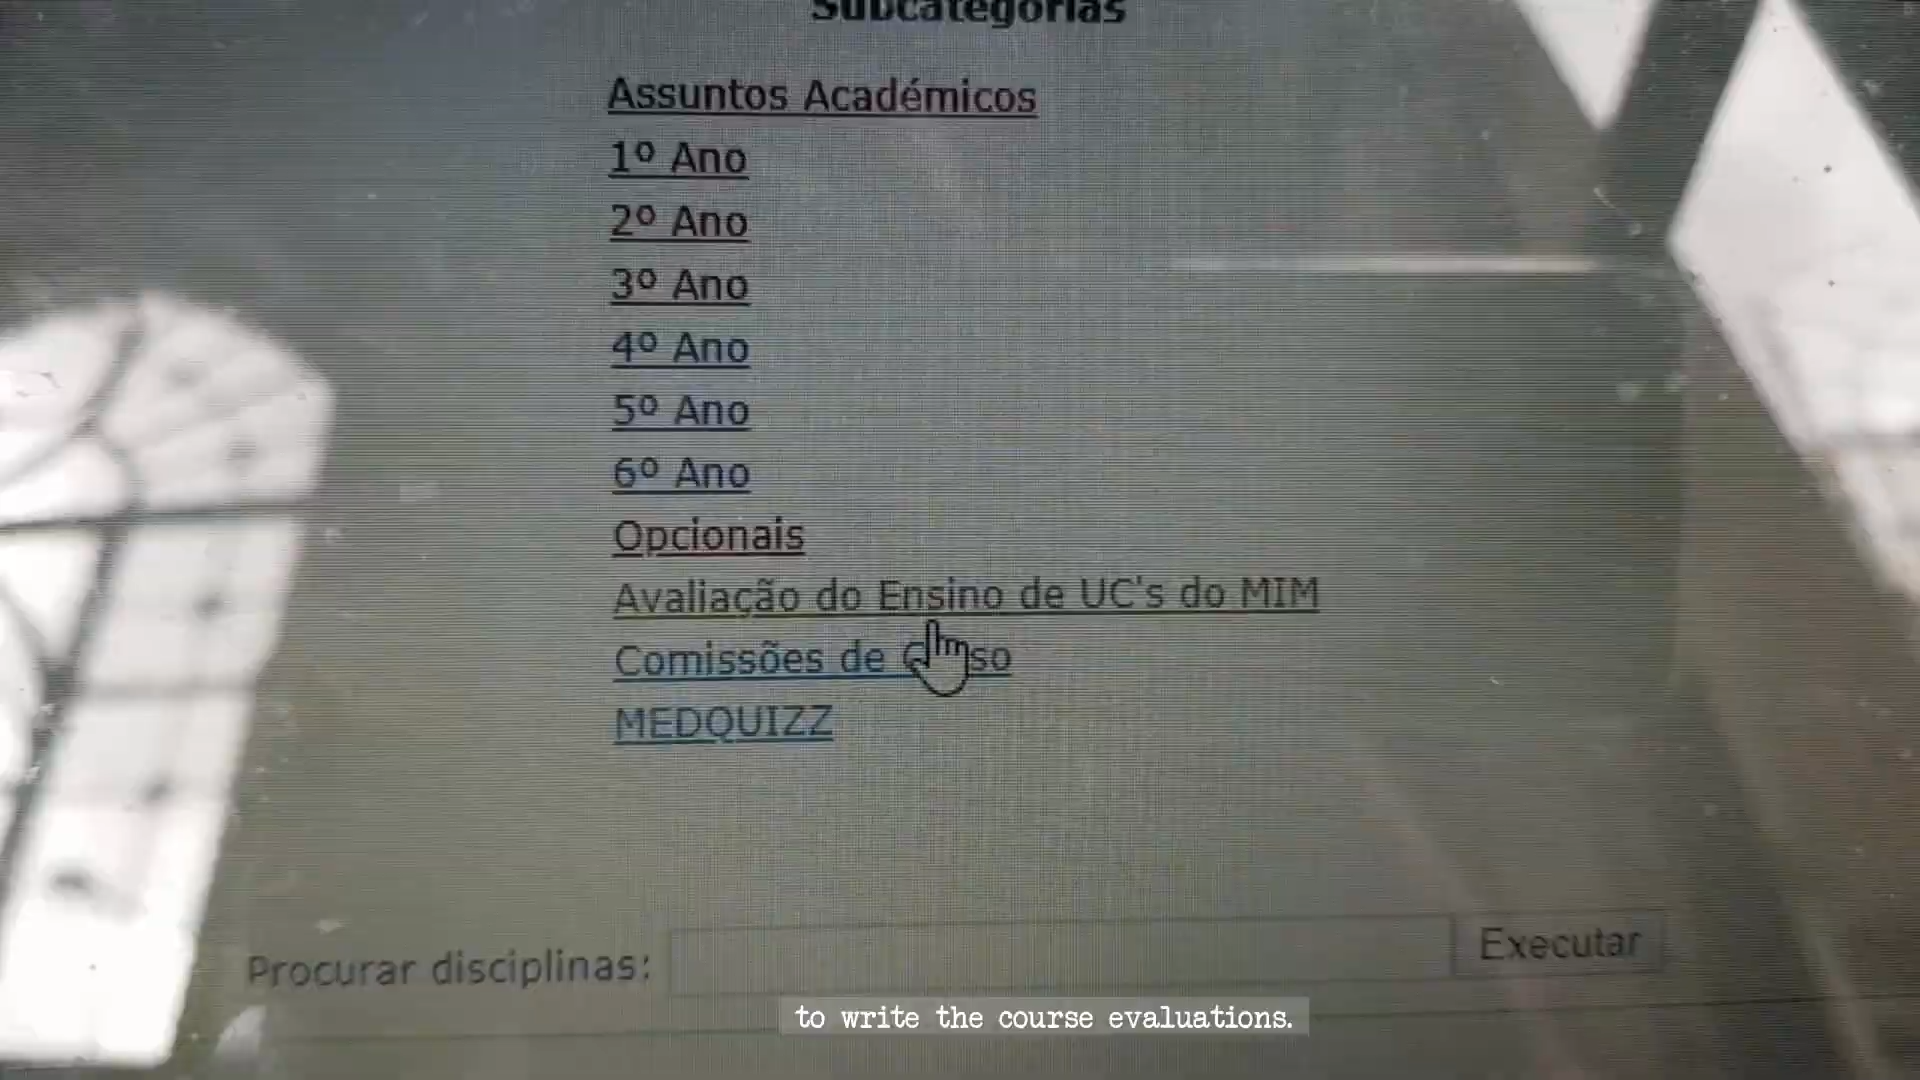 Subcategorias
Assuntos Académicos
1º Ano
2º Ano
3º Ano
4º Ano
5º Ano
6º Ano
Opcionais
Avaliação do Ensino de UC's do MIM
Comissões de Curso
MEDQUIZZ
Procurar disciplinas:
Executar
to write the course evaluations.